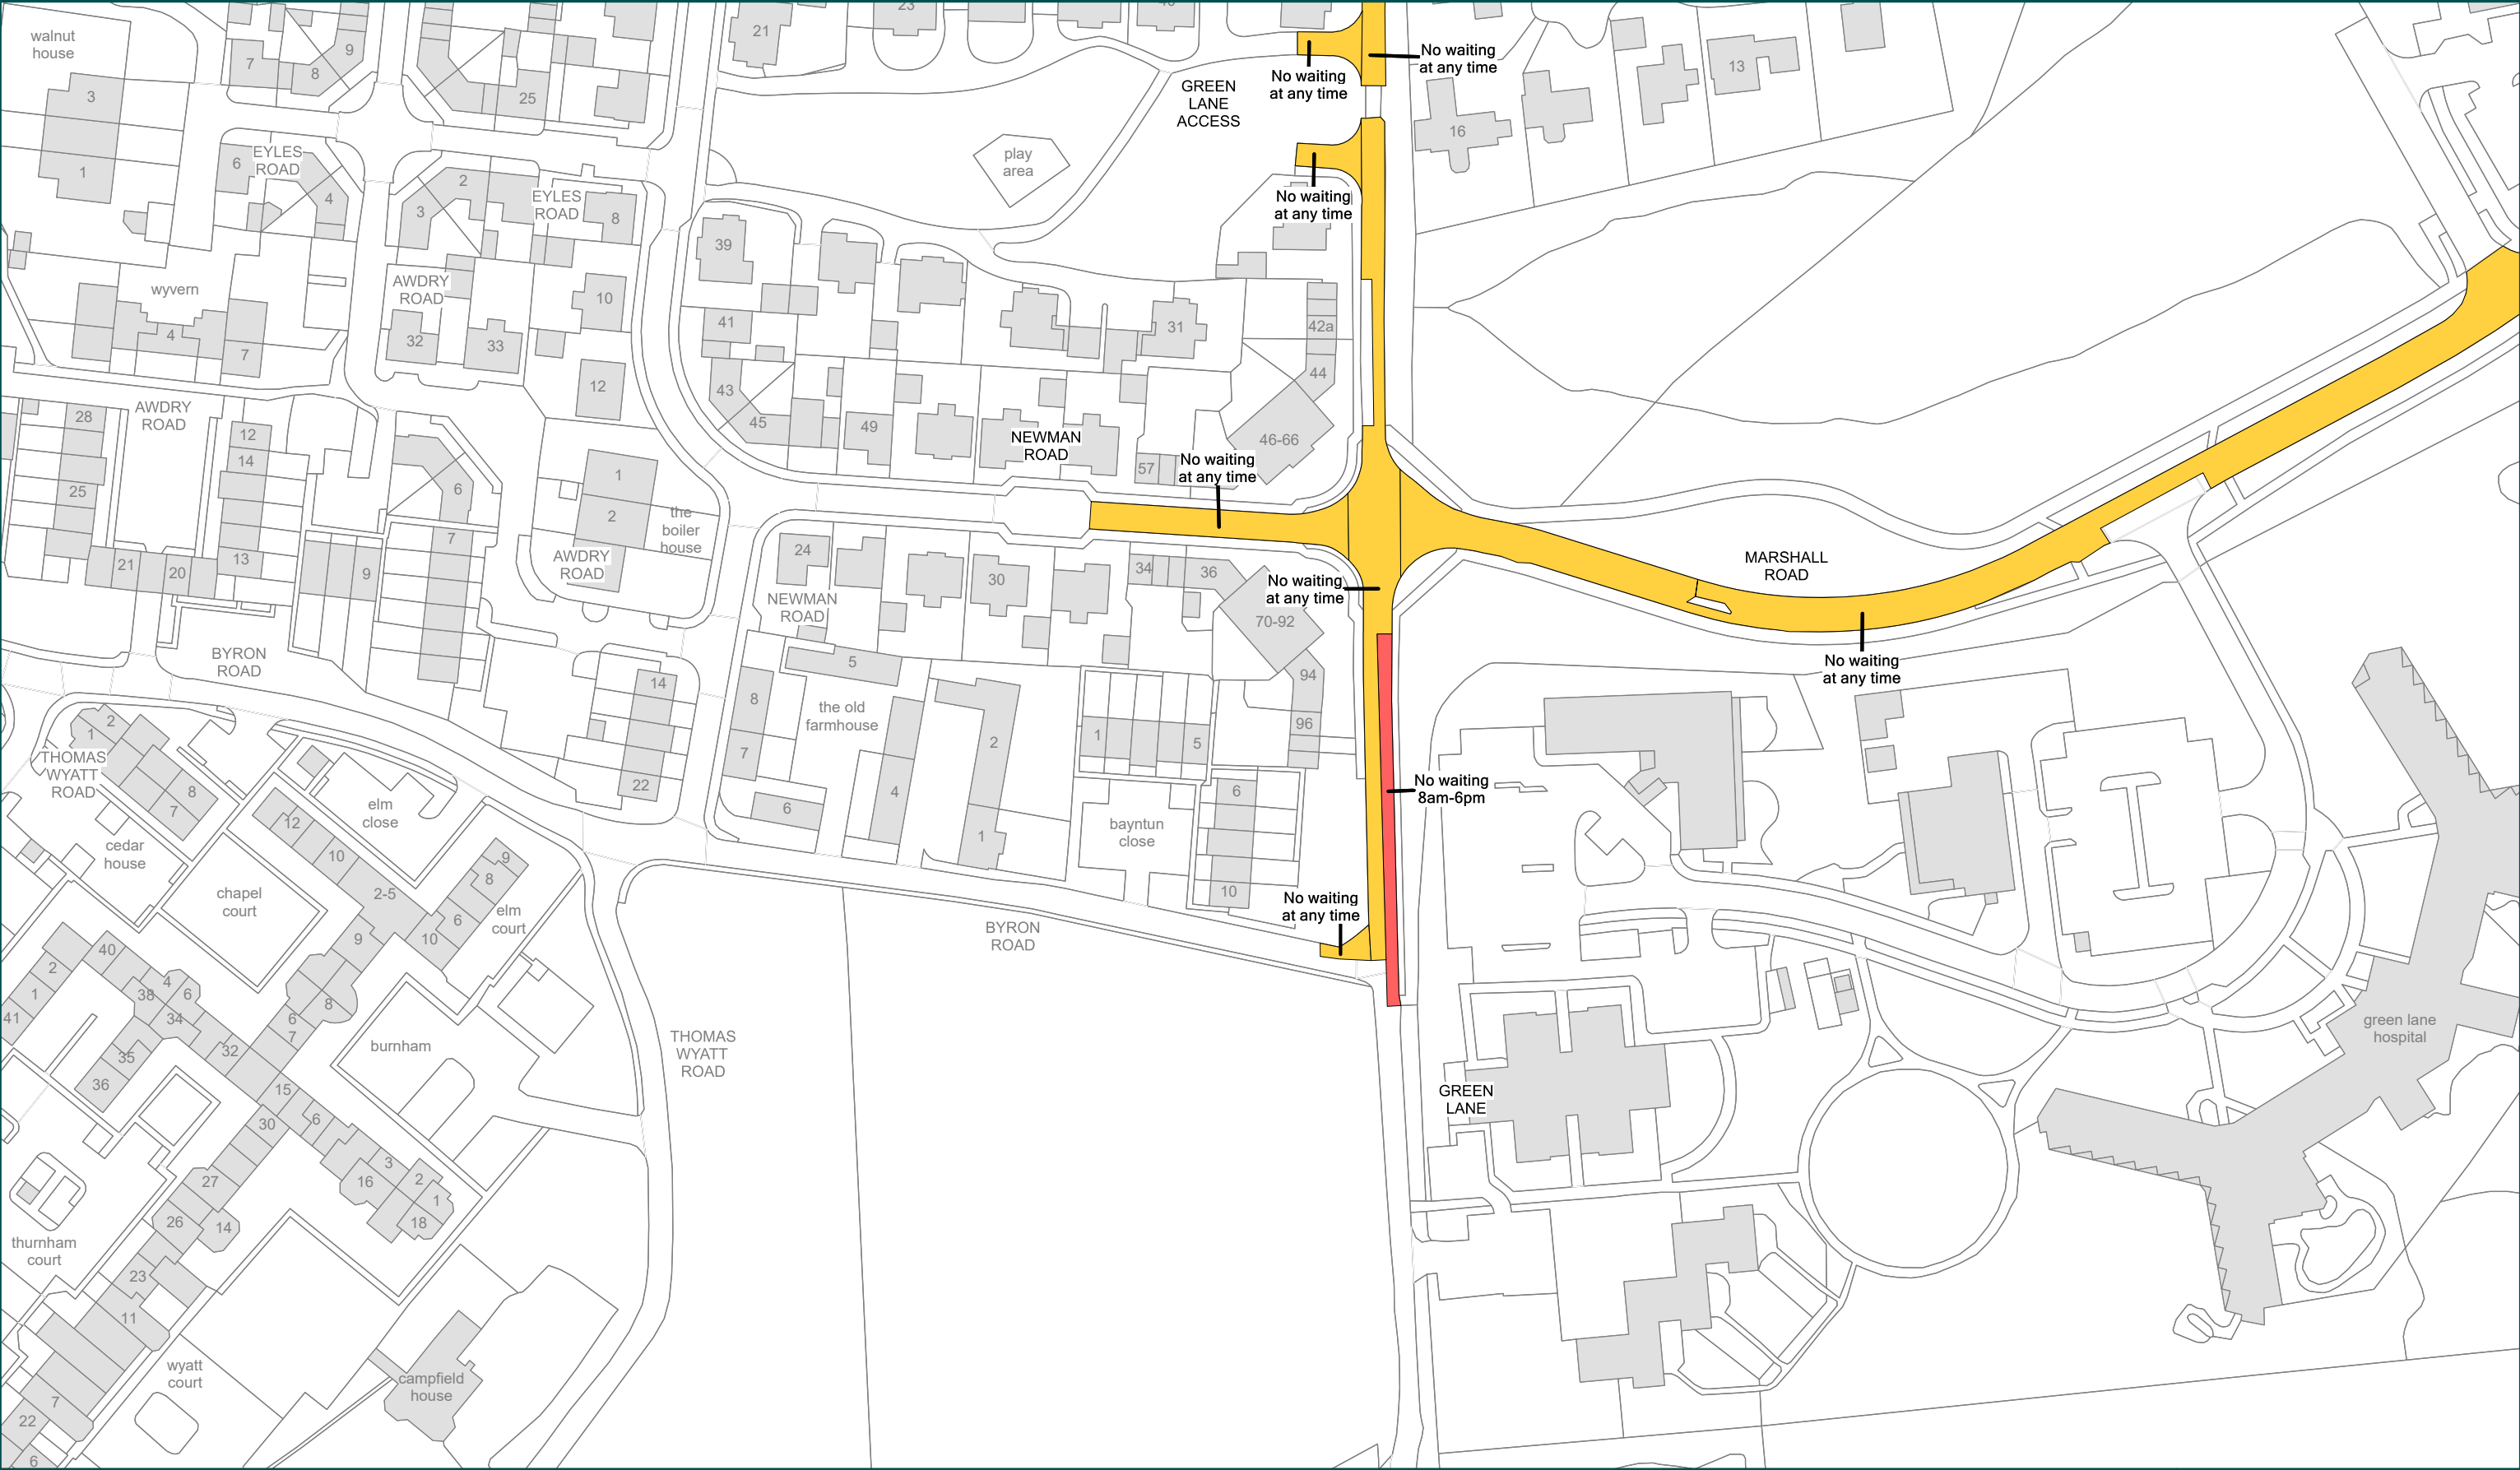 walnut
house
7
8
9
3
1
25
21
23
No waiting
at any time
No waiting
at any time
GREEN
LANE
ACCESS
13
16
6
EYLES
ROAD
4
2
3
EYLES
ROAD
8
play
area
No waiting
at any time
39
wyvern
AWDRY
ROAD
10
4
7
32
33
41
31
42a
12
43
44
28
AWDRY
ROAD
12
14
45
49
NEWMAN
ROAD
46-66
57
No waiting
at any time
25
6
1
2
the
boiler
house
7
24
30
34
36
21
20
13
9
AWDRY
ROAD
NEWMAN
ROAD
No waiting
at any time
70-92
MARSHALL
ROAD
No waiting
at any time
BYRON
ROAD
5
14
8
the old
farmhouse
94
96
2
1
5
2
1
7
THOMAS
WYATT
ROAD
8
7
22
6
4
6
No waiting
8am-6pm
elm
close
12
10
cedar
house
bayntun
close
1
9
8
2-5
chapel
court
6
10
elm
court
9
10
No waiting
at any time
BYRON
ROAD
40
2
1
4
6
38
41
34
8
6
7
32
burnham
35
36
THOMAS
WYATT
ROAD
green lane
hospital
GREEN
LANE
15
6
30
3
2
1
16
18
27
26
14
thurnham
court
23
11
wyatt
court
campfield
house
7
22
6